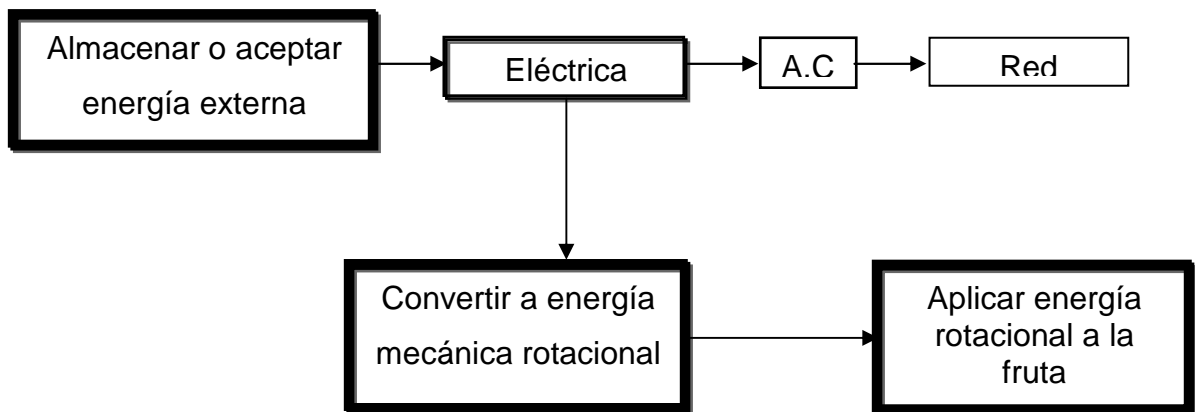 Almacenar o aceptar
energía externa
Eléctrica
A.C
Red
Convertir a energía
mecánica rotacional
Aplicar energía
rotacional a la
fruta